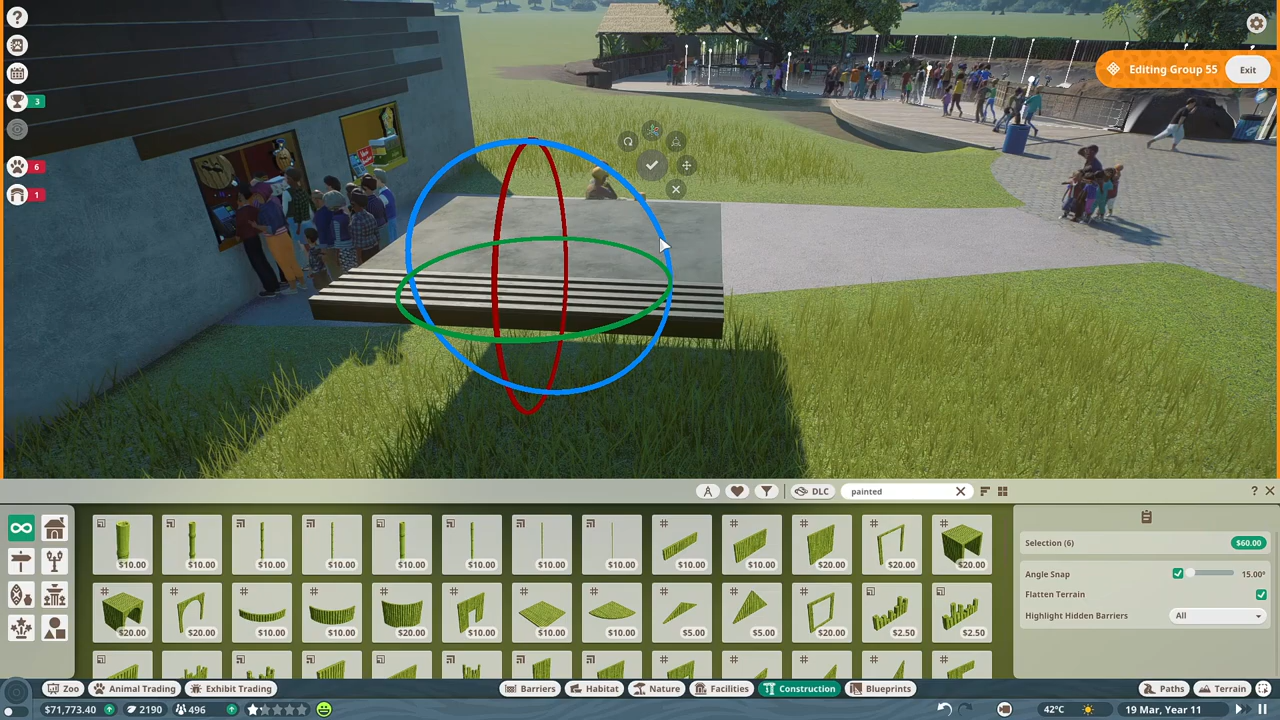 ?
Editing Group 55 Exit
3
6
1
DLC painted ? 
$10.00 $10.00 $10.00 $10.00 $10.00 $10.00 $10.00 $10.00 $10.00 $10.00 $20.00 $20.00 $20.00
Selection (6) $60.00
Angle Snap 15.00°
Flatten Terrain
Highlight Hidden Barriers All
$20.00 $20.00 $10.00 $10.00 $20.00 $10.00 $10.00 $10.00 $5.00 $5.00 $20.00 $2.50 $2.50
Zoo Animal Trading Exhibit Trading Barriers Habitat Nature Facilities Construction Blueprints Paths Terrain
$71,773.40 2190 496 42°C 19 Mar, Year 11